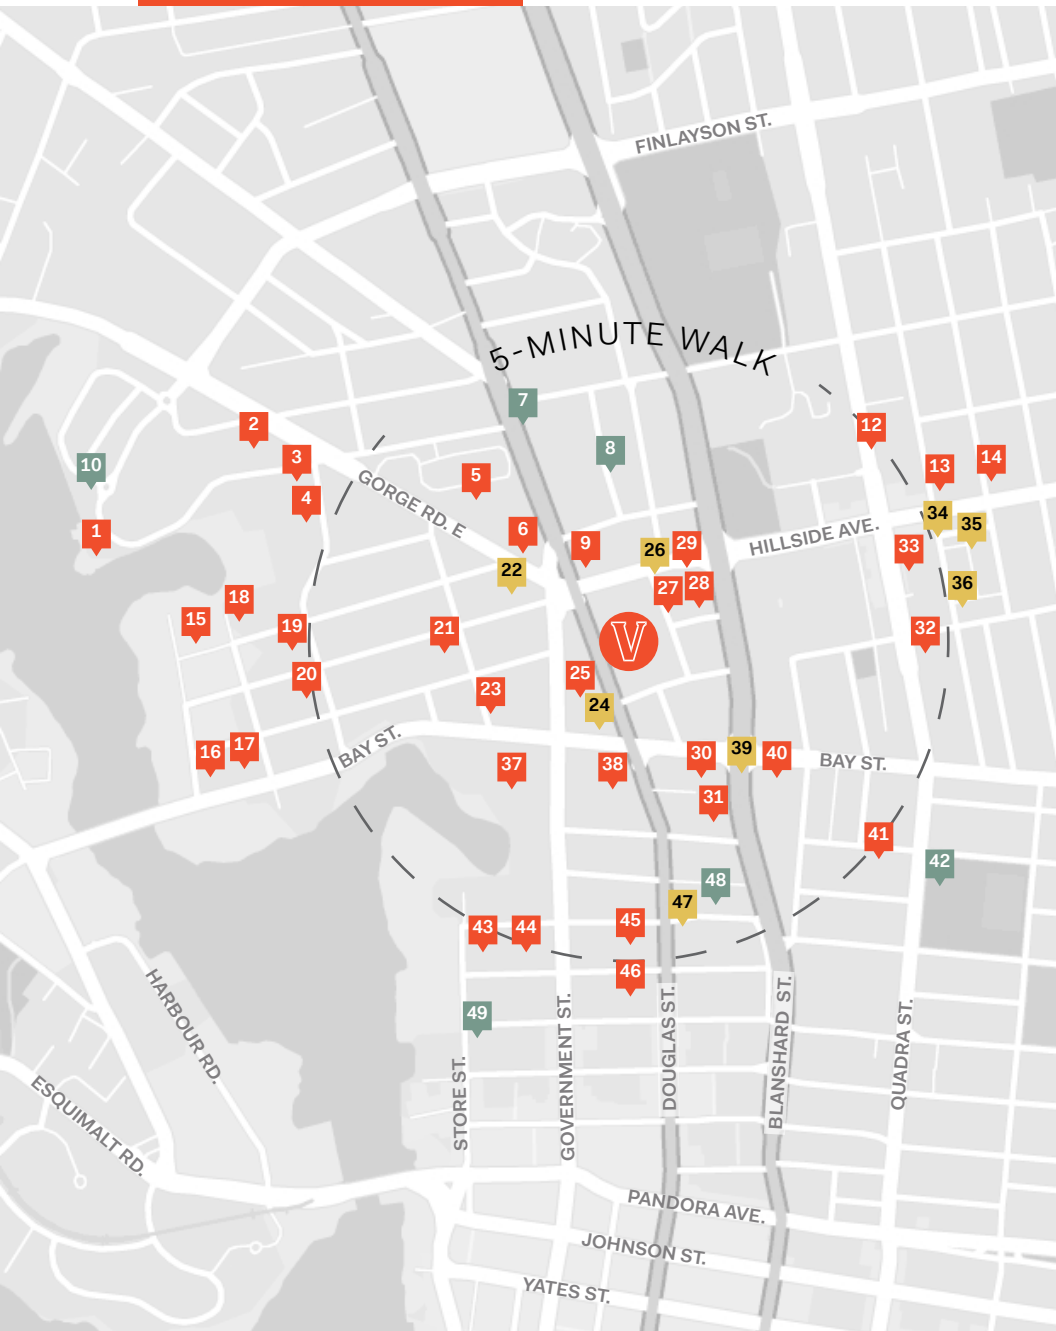 FINLAYSON ST.
5-MINUTE WALK
7
2
12
8
3
10
13
14
5
4
GORGE RD. E
34
35
1
6
HILLSIDE AVE.
9
29
26
33
22
36
28
27
18
15
19
21
32
V
20
25
23
24
BAY ST.
17
16
39
30
40
BAY ST.
37
38
31
41
42
48
47
45
43
44
46
49
HARBOUR RD.
ESQUIMALT RD.
STORE ST.
GOVERNMENT ST.
DOUGLAS ST.
BLANSHARD ST.
QUADRA ST.
PANDORA AVE.
JOHNSON ST.
YATES ST.